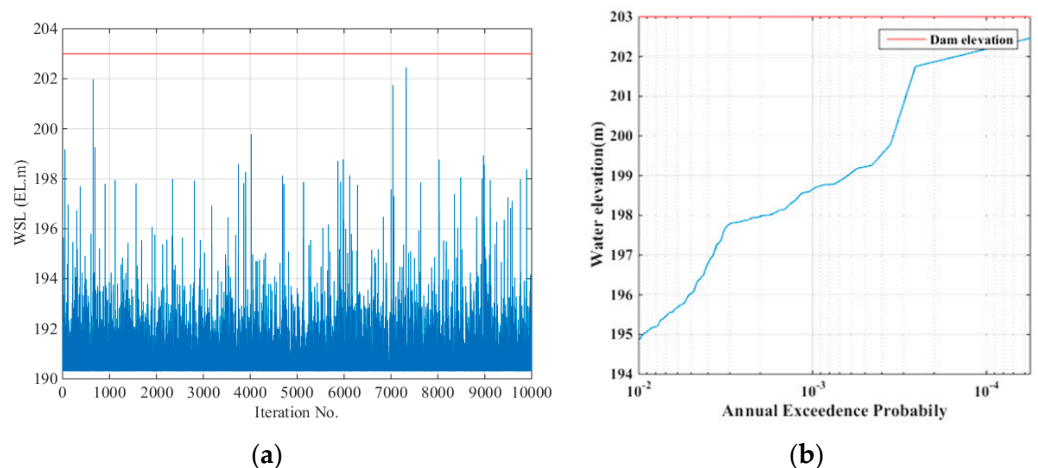 204
202
200
198
196
194
192
190
WSL (EL.m)
0 1000 2000 3000 4000 5000 6000 7000 8000 9000 10000
Iteration No.
(a)
203
202
201
200
199
198
197
196
195
194
Water elevation(m)
Dam elevation
10-2 10-3 10-4
Annual Exceedence Probabily
(b)